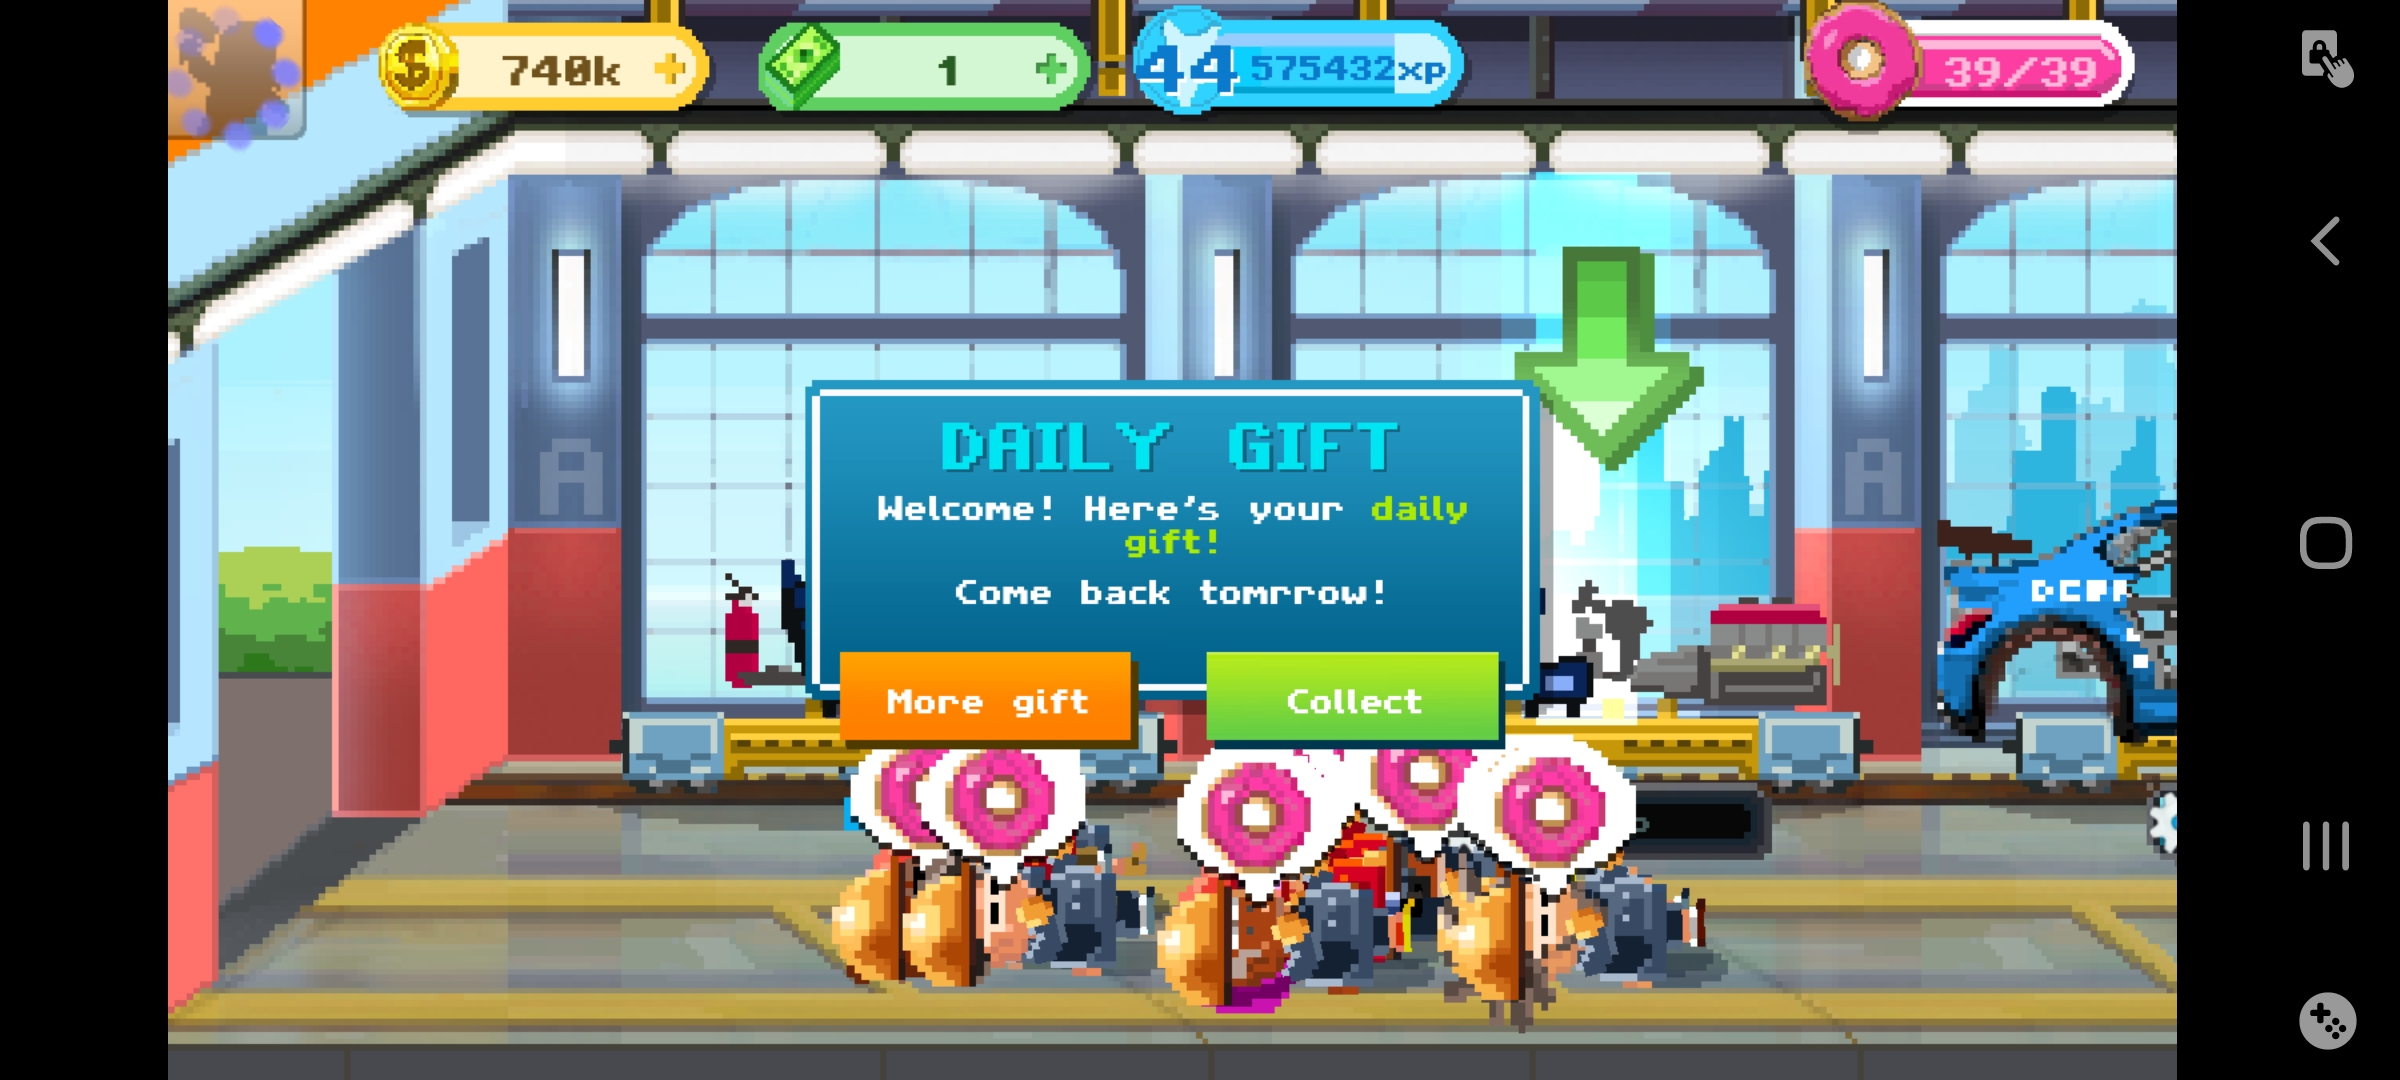 740k
1
44 575432xp
39/39
A
A
DAILY GIFT
Welcome! Here's your daily
gift!
Come back tomrrow!
More gift
Collect